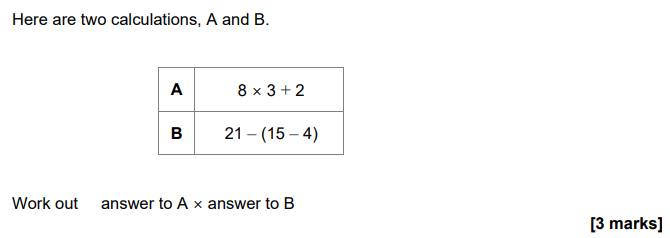 Here are two calculations, A and B.
A 8 × 3 + 2
B 21 – (15 – 4)
Work out answer to A × answer to B
[3 marks]